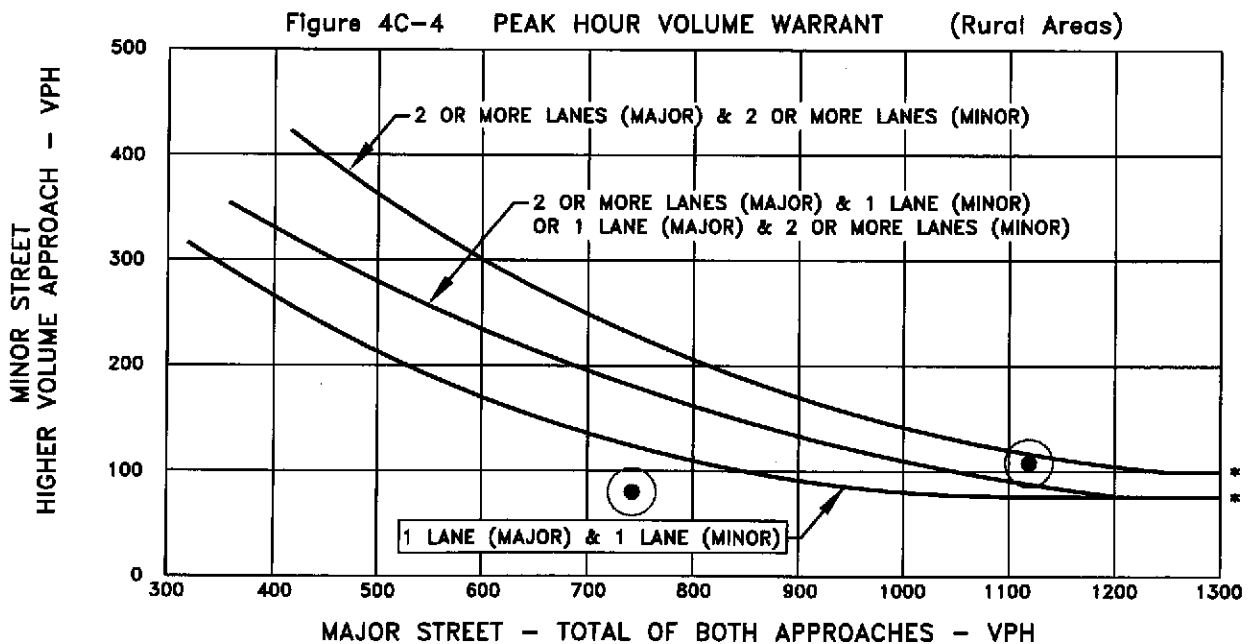 Figure 4C-4 PEAK HOUR VOLUME WARRANT (Rural Areas)
500
400
300
200
100
0
MINOR STREET
HIGHER VOLUME APPROACH - VPH
2 OR MORE LANES (MAJOR) & 2 OR MORE LANES (MINOR)
2 OR MORE LANES (MAJOR) & 1 LANE (MINOR)
OR 1 LANE (MAJOR) & 2 OR MORE LANES (MINOR)
*
*
1 LANE (MAJOR) & 1 LANE (MINOR)
300 400 500 600 700 800 900 1000 1100 1200 1300
MAJOR STREET - TOTAL OF BOTH APPROACHES - VPH